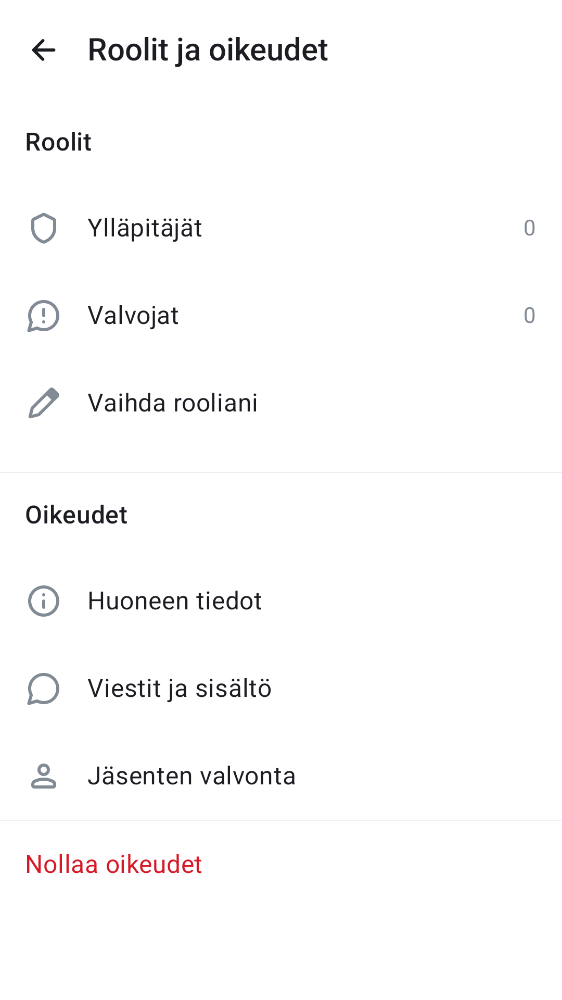 Roolit ja oikeudet
Roolit
Ylläpitäjät 0
Valvojat 0
Vaihda rooliani
Oikeudet
Huoneen tiedot
Viestit ja sisältö
Jäsenten valvonta
Nollaa oikeudet